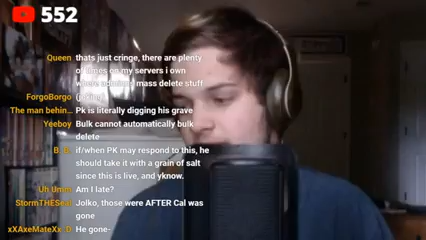 552
Queen thats just cringe, there are plenty
of times on my servers i own
where mass delete stuff
ForgoBorgo
The man behin... Pk is literally digging his grave
Yeeboy Bulk cannot automatically bulk
delete
B. if/when PK may respond to this, he
should take it with a grain of salt
since this is live, and yknow.
Uh Umm Am I late?
StormTHESeal Jolko, those were AFTER Cal was
gone
xXAxeMateXx :D He gone-